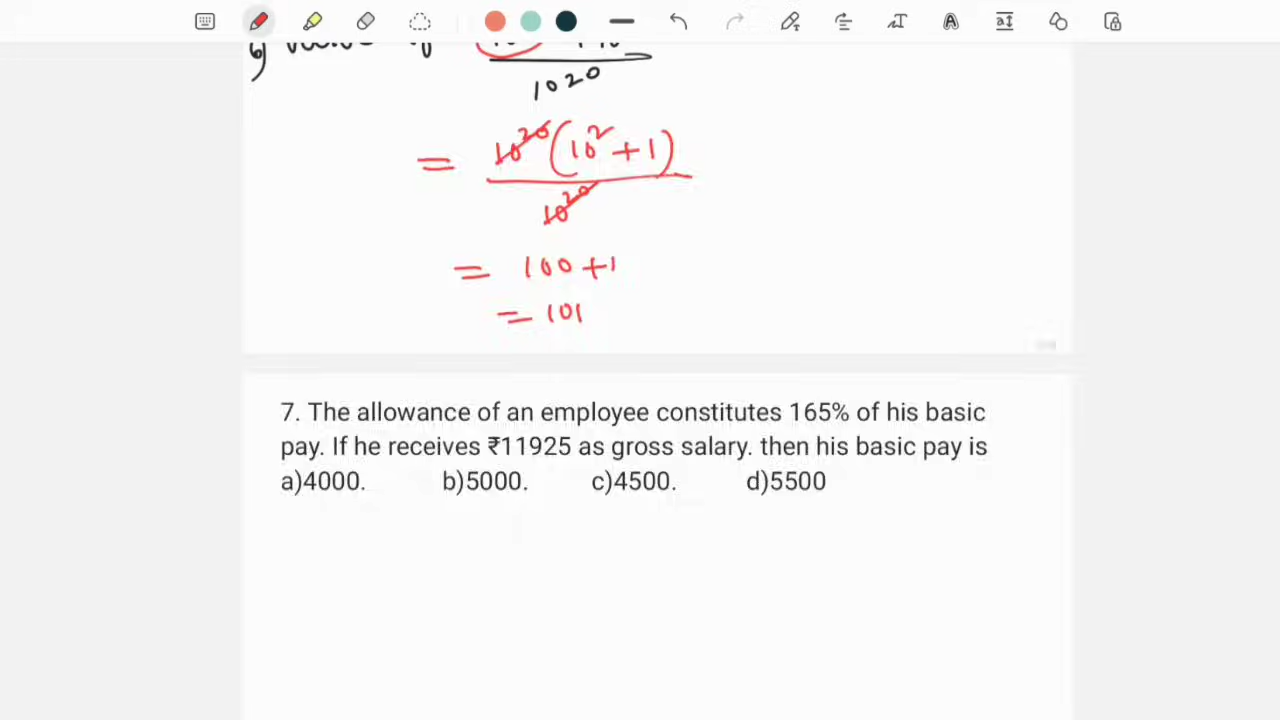 6)
1020
= 10²⁰(10² + 1)
10²⁰
= 100 + 1
= 101
7. The allowance of an employee constitutes 165% of his basic
pay. If he receives ₹11925 as gross salary. then his basic pay is
a)4000. b)5000. c)4500. d)5500